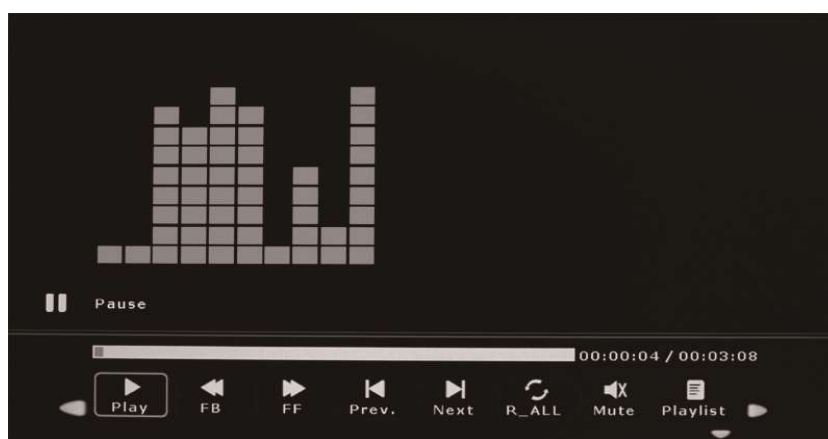 Pause
00:00:04 / 00:03:08
Play FB FF Prev. Next R_ALL Mute Playlist